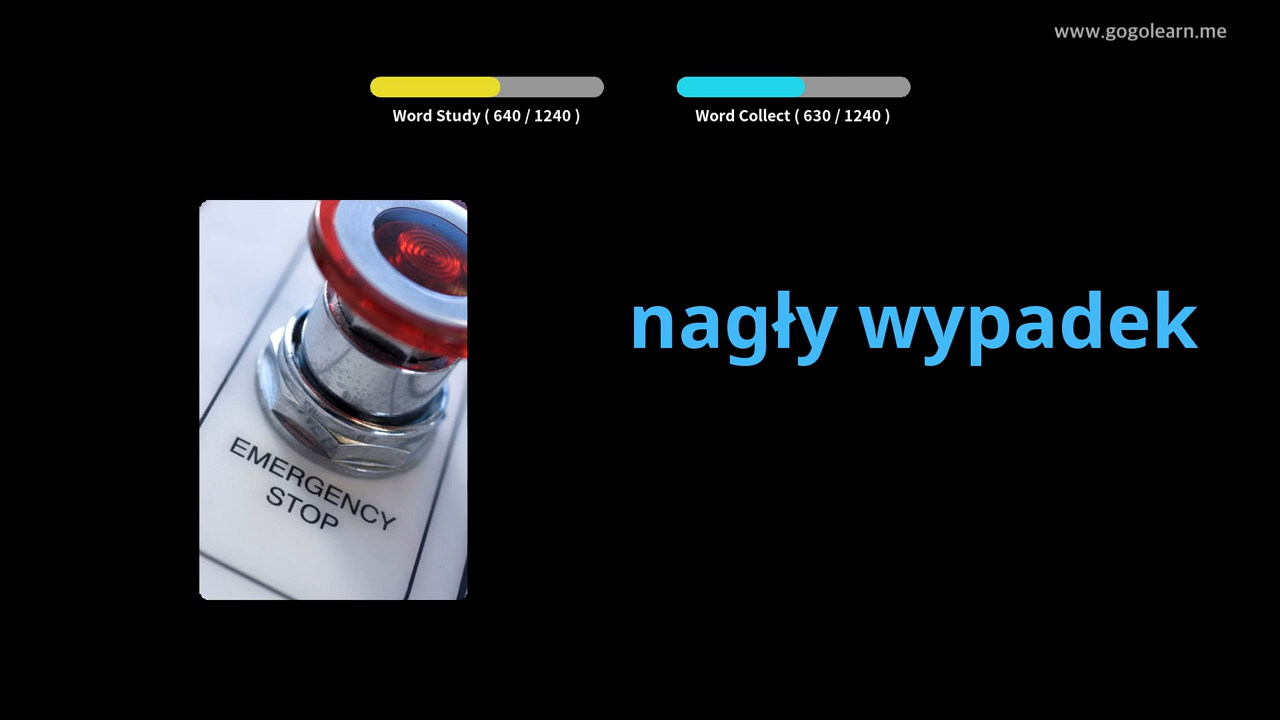 www.gogolearn.me
Word Study ( 640 / 1240 )
Word Collect ( 630 / 1240 )
nagły wypadek
EMERGENCY
STOP